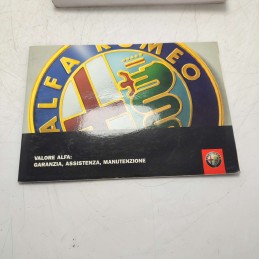 ALFA ROMEO
VALORE ALFA:
GARANZIA, ASSISTENZA, MANUTENZIONE